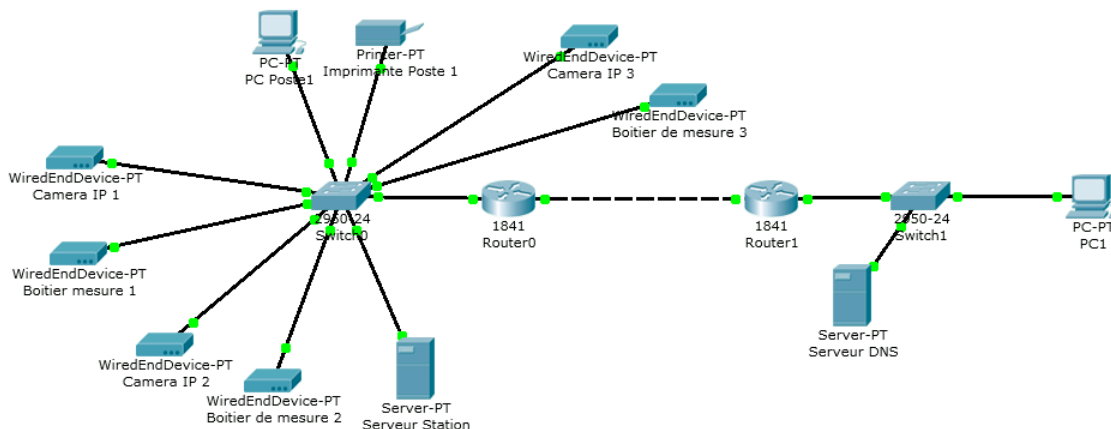 PC-PT
PC Poste1
Printer-PT
Imprimante Poste 1
WiredEndDevice-PT
Camera IP 3
WiredEndDevice-PT
Boitier de mesure 3
WiredEndDevice-PT
Camera IP 1
2950-24
Switch0
1841
Router0
1841
Router1
2950-24
Switch1
PC-PT
PC1
WiredEndDevice-PT
Boitier mesure 1
WiredEndDevice-PT
Camera IP 2
WiredEndDevice-PT
Boitier de mesure 2
Server-PT
Serveur Station
Server-PT
Serveur DNS